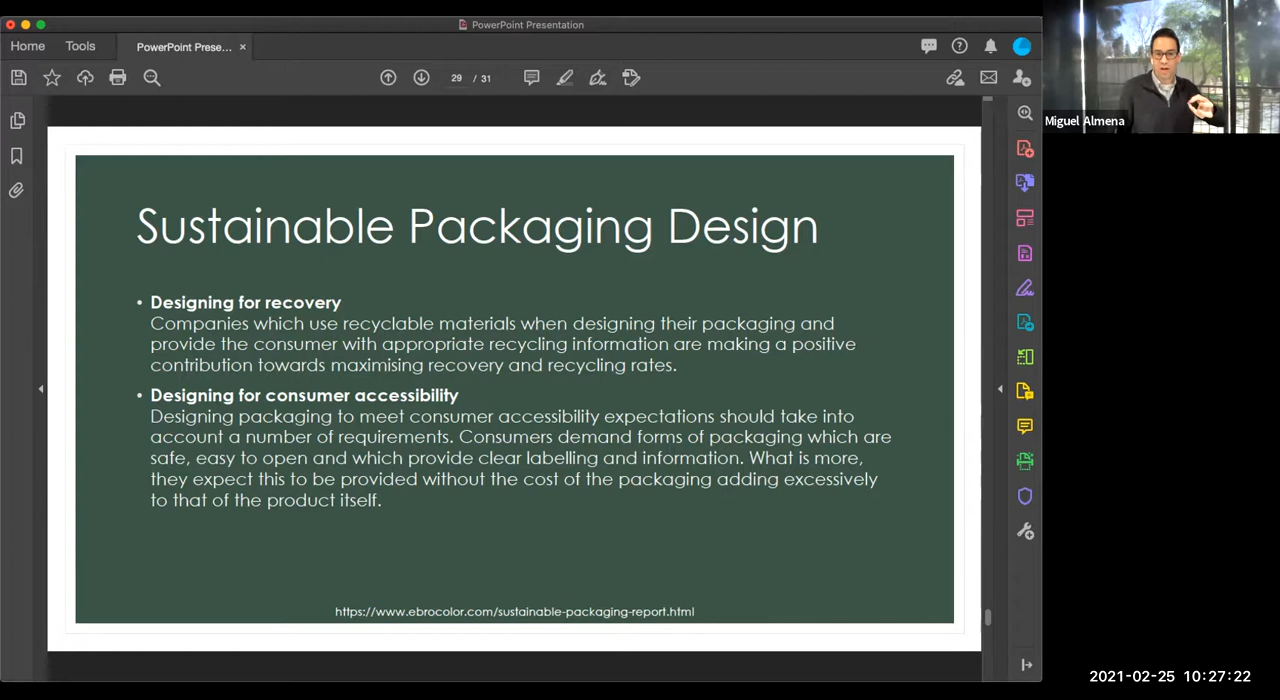 PowerPoint Presentation
Home
Tools
PowerPoint Prese... ×
29 / 31
Miguel Almena
Sustainable Packaging Design
• Designing for recovery
Companies which use recyclable materials when designing their packaging and
provide the consumer with appropriate recycling information are making a positive
contribution towards maximising recovery and recycling rates.
• Designing for consumer accessibility
Designing packaging to meet consumer accessibility expectations should take into
account a number of requirements. Consumers demand forms of packaging which are
safe, easy to open and which provide clear labelling and information. What is more,
they expect this to be provided without the cost of the packaging adding excessively
to that of the product itself.
https://www.ebrocolor.com/sustainable-packaging-report.html
2021-02-25 10:27:22